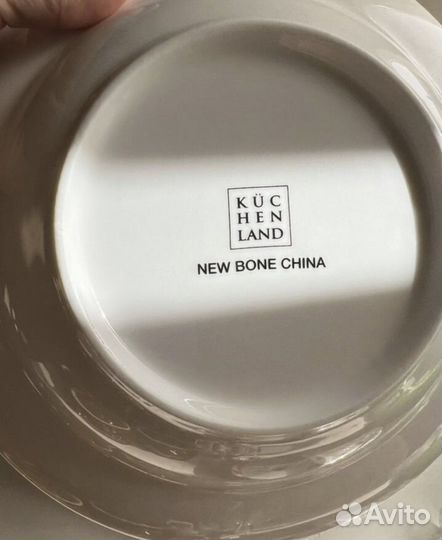 KÜC
HEN
LAND
NEW BONE CHINA
Avito